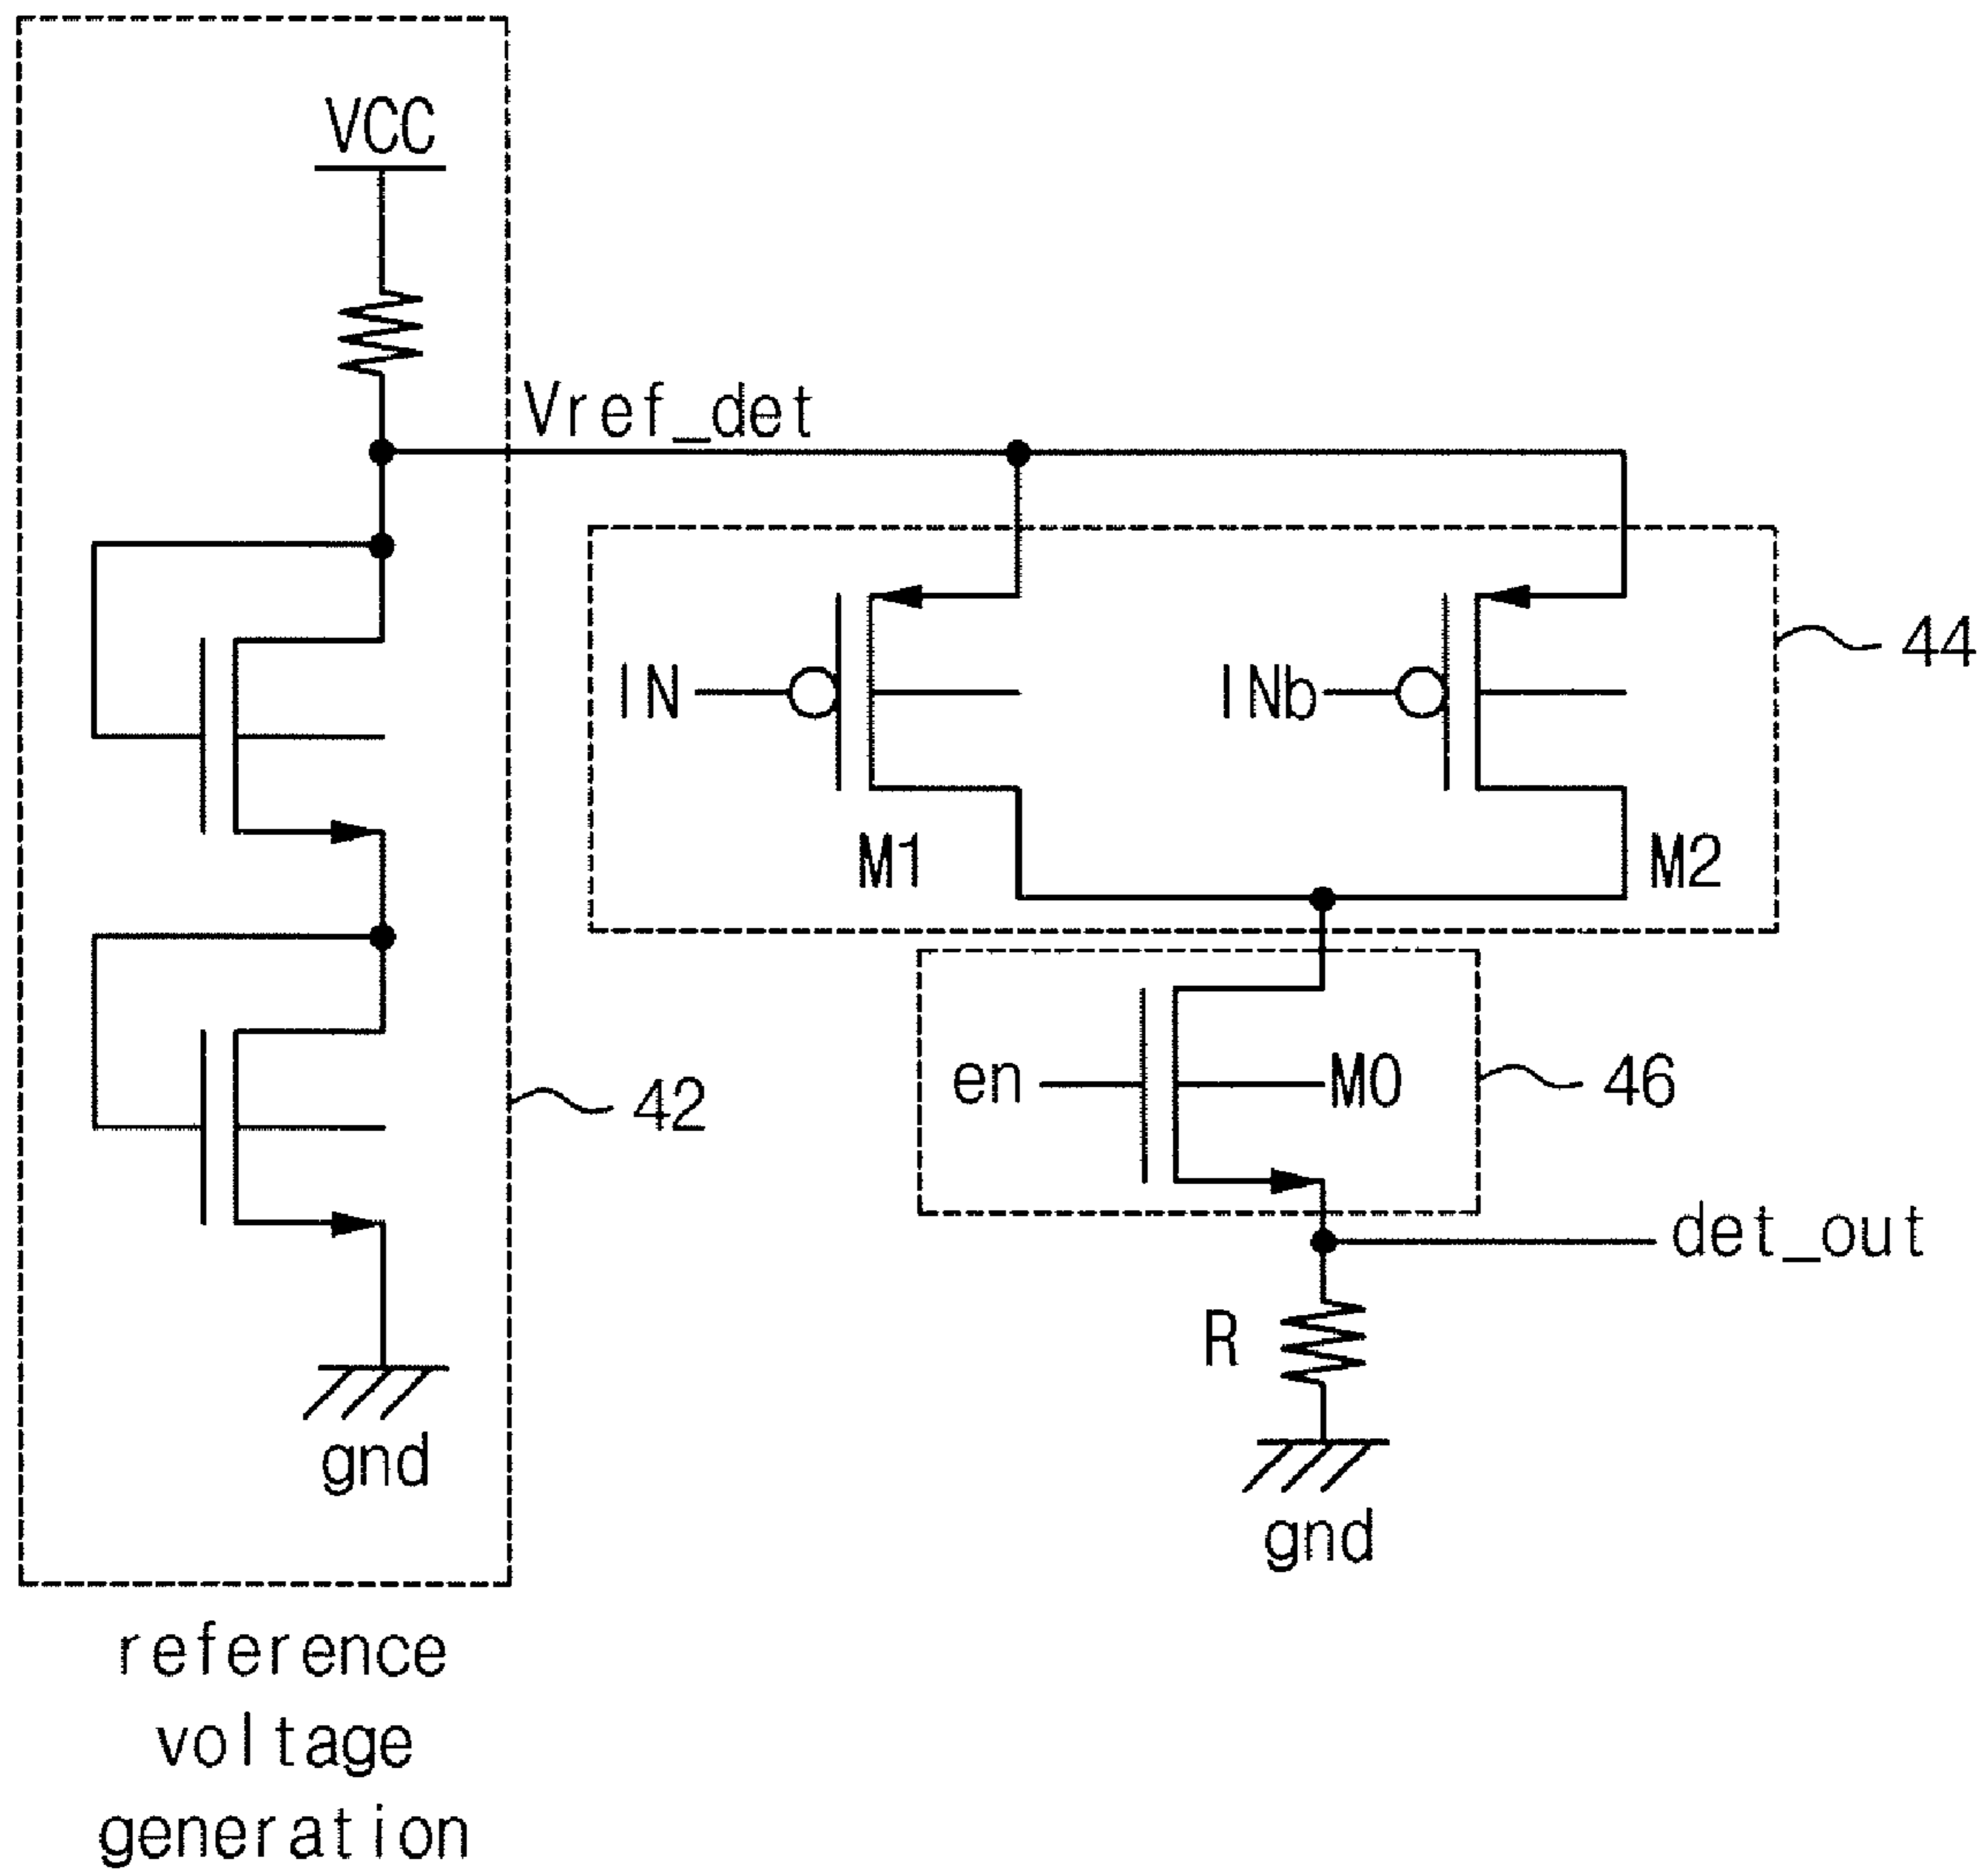 VCC
Vref_det
IN
INb
44
M1
M2
en
M0
46
42
det_out
R
gnd
gnd
reference
voltage
generation